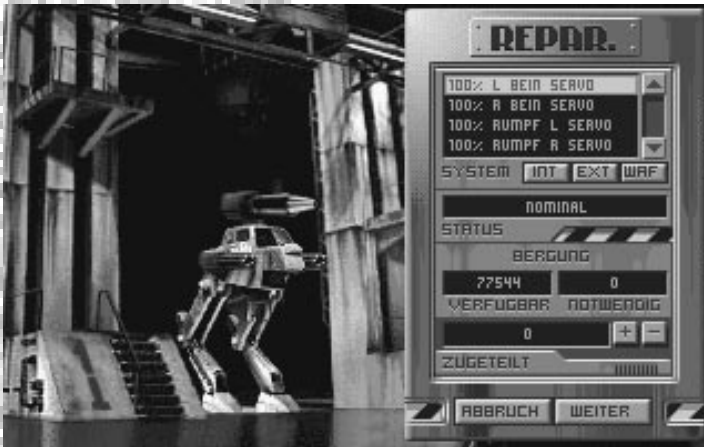 REPAR.
100% L BEIN SERVO
100% R BEIN SERVO
100% RUMPF L SERVO
100% RUMPF R SERVO
SYSTEM INT EXT WAF
NOMINAL
STATUS
BERGUNG
77544 0
VERFUGBAR NOTWENDIG
0 + −
ZUGETEILT
ABBRUCH WEITER